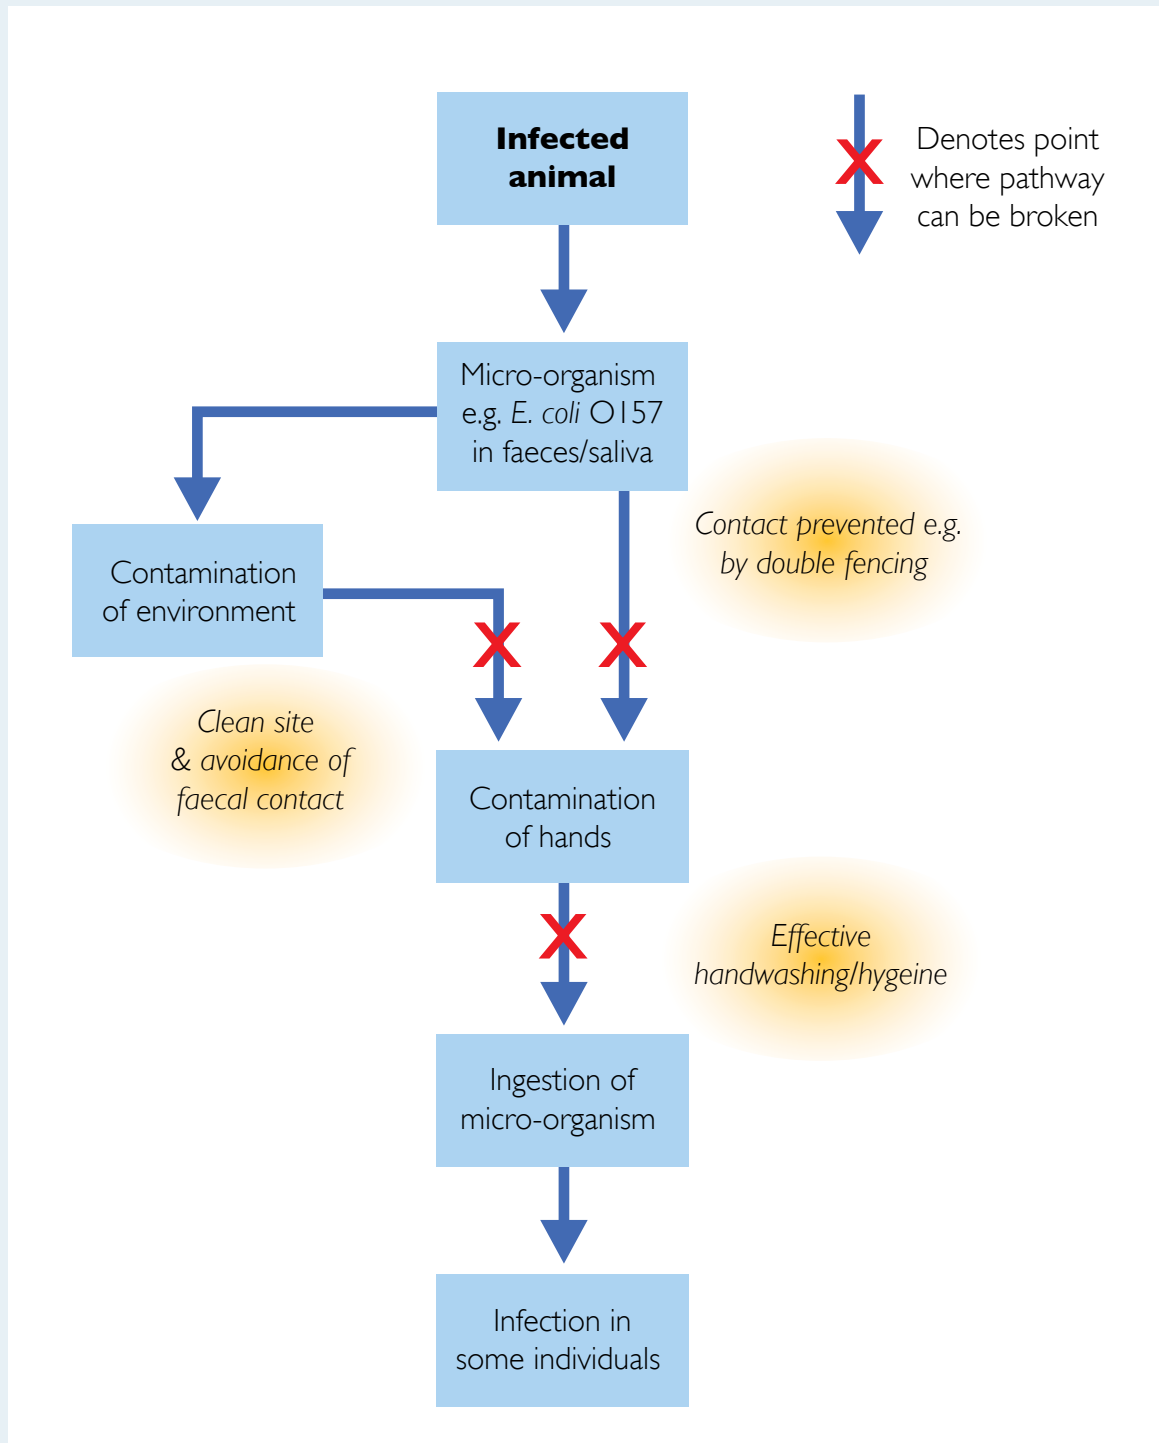 Infected
animal
Denotes point
where pathway
can be broken
Micro-organism
e.g. E. coli O157
in faeces/saliva
Contact prevented e.g.
by double fencing
Contamination
of environment
X
X
Clean site
& avoidance of
faecal contact
Contamination
of hands
X
Effective
handwashing/hygeine
Ingestion of
micro-organism
Infection in
some individuals